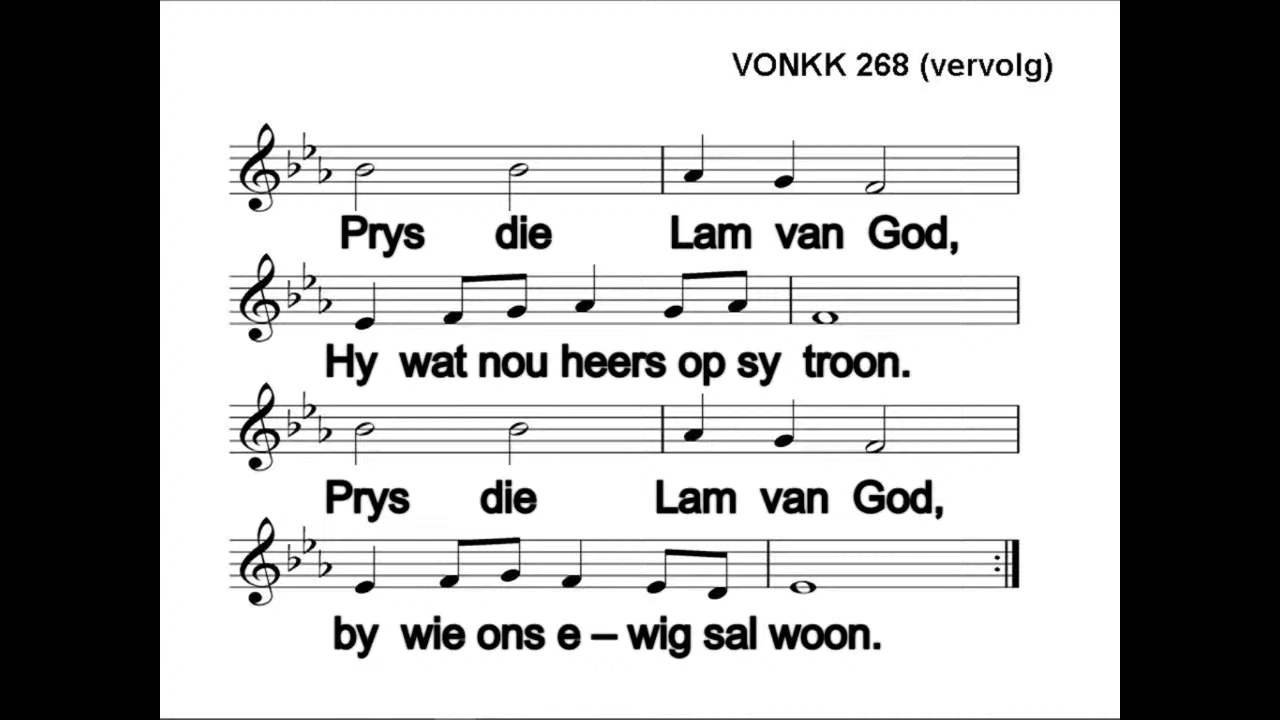 VONKK 268 (vervolg)
Prys die Lam van God,
Hy wat nou heers op sy troon.
Prys die Lam van God,
by wie ons e – wig sal woon.